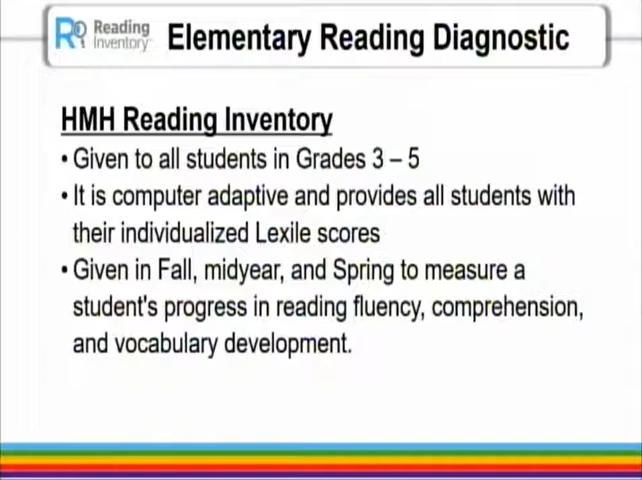 Reading
Inventory
Elementary Reading Diagnostic
HMH Reading Inventory
• Given to all students in Grades 3 – 5
• It is computer adaptive and provides all students with
their individualized Lexile scores
• Given in Fall, midyear, and Spring to measure a
student's progress in reading fluency, comprehension,
and vocabulary development.